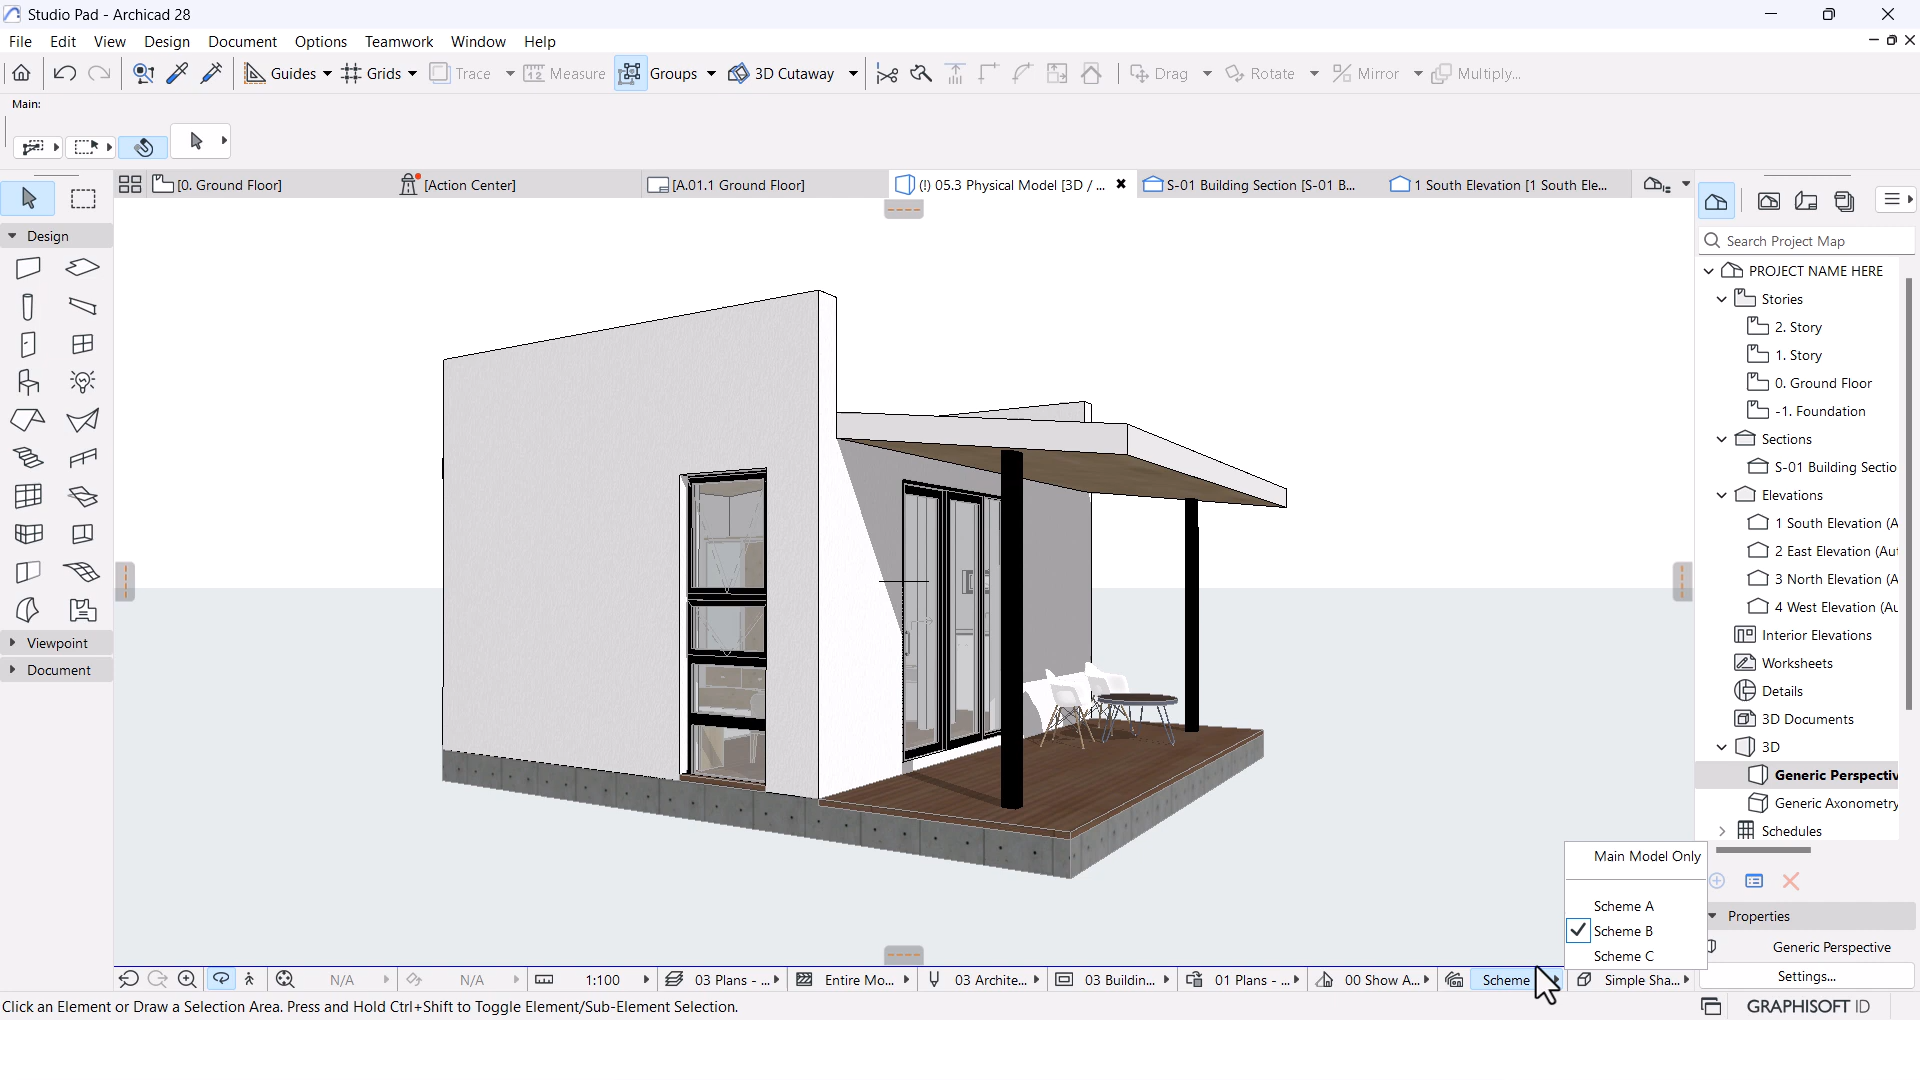 Studio Pad - Archicad 28
File Edit View Design Document Options Teamwork Window Help
Guides Grids Trace Measure Groups 3D Cutaway Drag Rotate Mirror Multiply...
Main:
[0. Ground Floor] [Action Center] [A.01.1 Ground Floor] (!) 05.3 Physical Model [3D / ... S-01 Building Section [S-01 B... 1 South Elevation [1 South Ele...
Design
Viewpoint
Document
Search Project Map
PROJECT NAME HERE
Stories
2. Story
1. Story
0. Ground Floor
-1. Foundation
Sections
S-01 Building Sectio
Elevations
1 South Elevation (A
2 East Elevation (Au
3 North Elevation (A
4 West Elevation (Au
Interior Elevations
Worksheets
Details
3D Documents
3D
Generic Perspectiv
Generic Axonometry
Schedules
Main Model Only
Scheme A
Scheme B
Scheme C
Properties
Generic Perspective
Settings...
N/A N/A 1:100 03 Plans - ... Entire Mo... 03 Archite... 03 Buildin... 01 Plans - ... 00 Show A... Scheme Simple Sha...
Click an Element or Draw a Selection Area. Press and Hold Ctrl+Shift to Toggle Element/Sub-Element Selection.
GRAPHISOFT ID